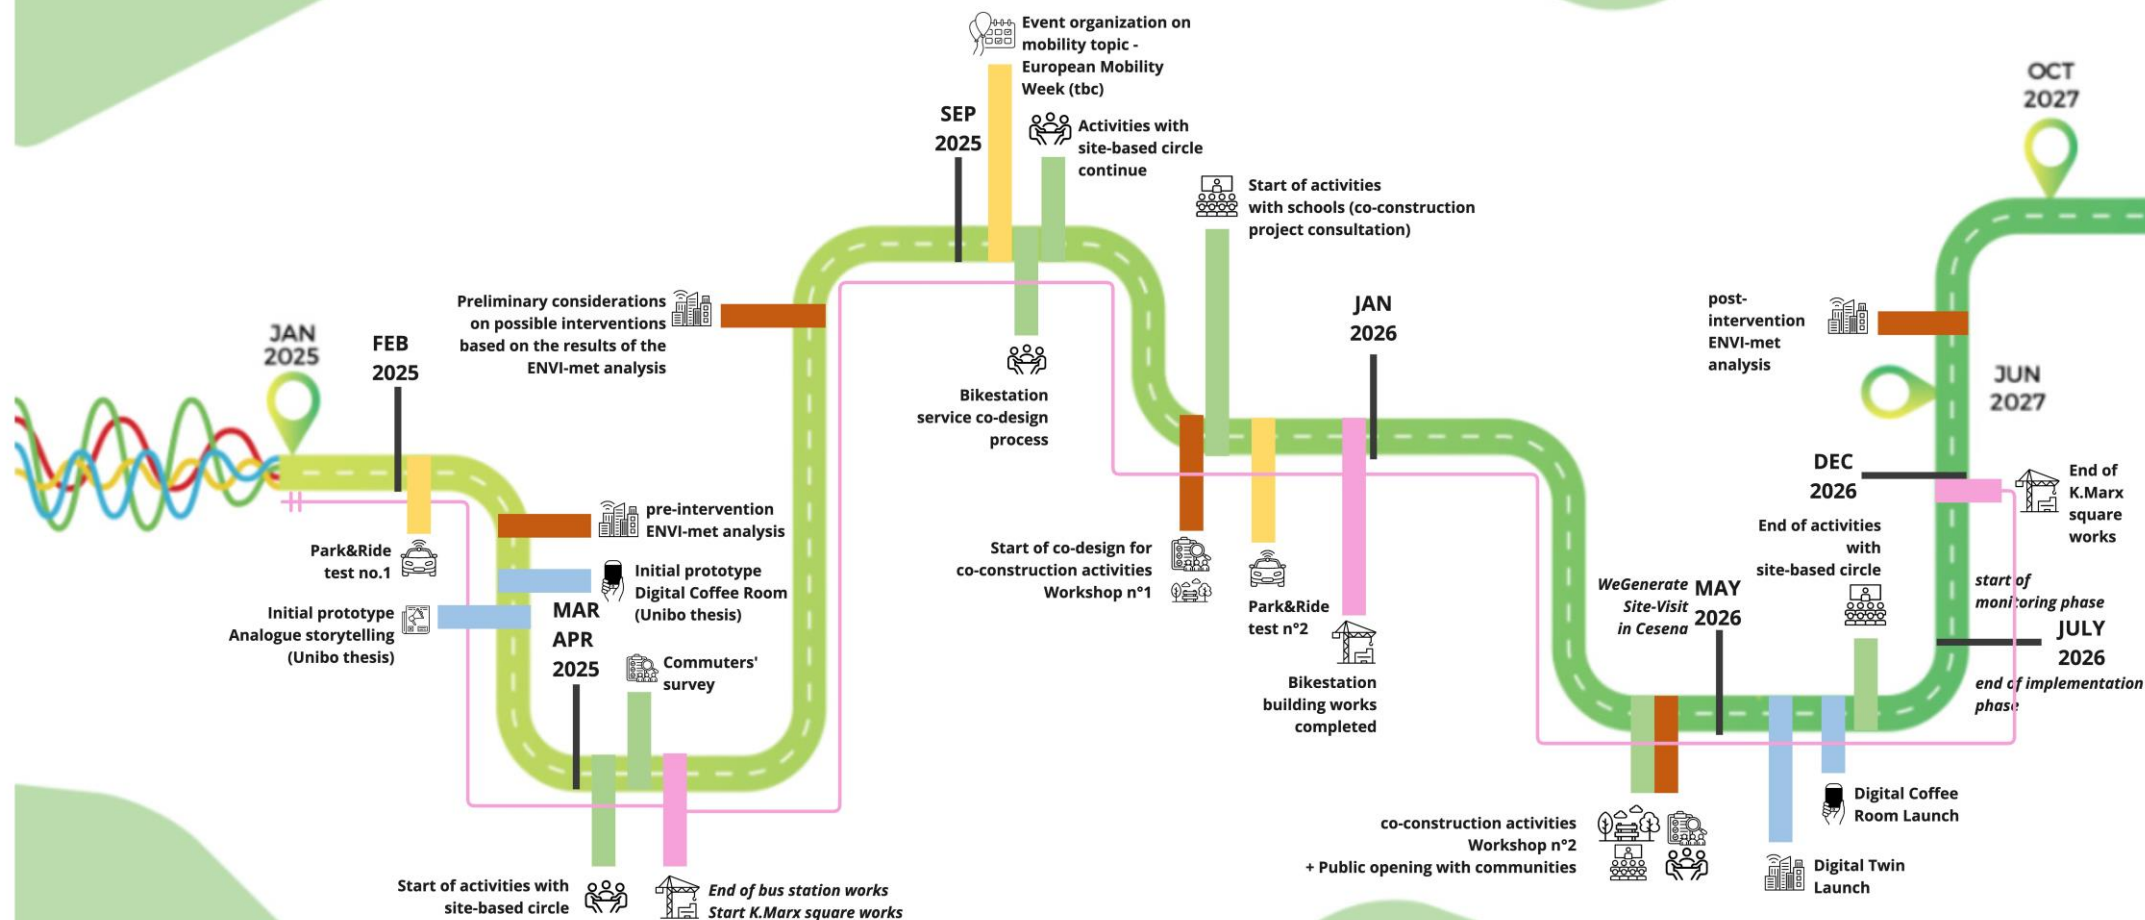 JAN
2025
FEB
2025
Park&Ride
test no.1
pre-intervention
ENVI-met analysis
Initial prototype
Digital Coffee Room
(Unibo thesis)
Initial prototype
Analogue storytelling
(Unibo thesis)
MAR
APR
2025
Commuters'
survey
Start of activities with
site-based circle
End of bus station works
Start K.Marx square works
Preliminary considerations
on possible interventions
based on the results of the
ENVI-met analysis
SEP
2025
Event organization on
mobility topic -
European Mobility
Week (tbc)
Activities with
site-based circle
continue
Bikestation
service co-design
process
Start of activities
with schools (co-construction
project consultation)
Start of co-design for
co-construction activities
Workshop n°1
Park&Ride
test n°2
Bikestation
building works
completed
JAN
2026
co-construction activities
Workshop n°2
+ Public opening with communities
WeGenerate
Site-Visit
in Cesena
MAY
2026
Digital Twin
Launch
Digital Coffee
Room Launch
End of activities
with
site-based circle
start of
monitoring phase
JULY
2026
end of implementation
phase
DEC
2026
End of
K.Marx
square
works
JUN
2027
post-
intervention
ENVI-met
analysis
OCT
2027